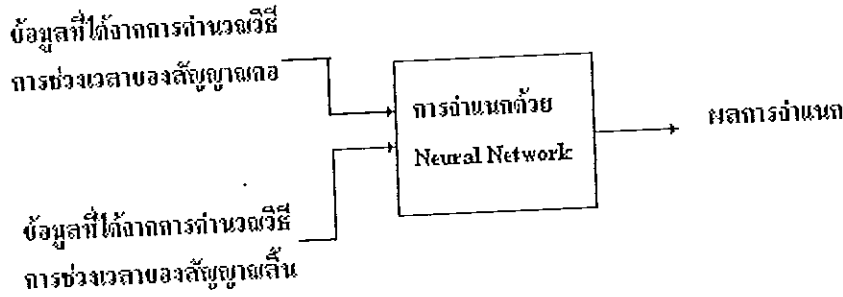 ข้อมูลที่ได้จากการคำนวณวิธี
การช่วงเวลาของสัญญาณคอ
การจำแนกด้วย
Neural Network
ผลการจำแนก
ข้อมูลที่ได้จากการคำนวณวิธี
การช่วงเวลาของสัญญาณลิ้น